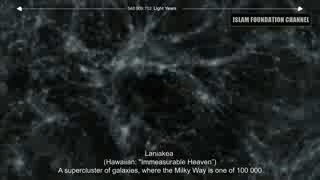 Light Years
ISLAM FOUNDATION CHANNEL
Laniakea
(Hawaiian: "Immeasurable Heaven")
A supercluster of galaxies, where the Milky Way is one of 100 000